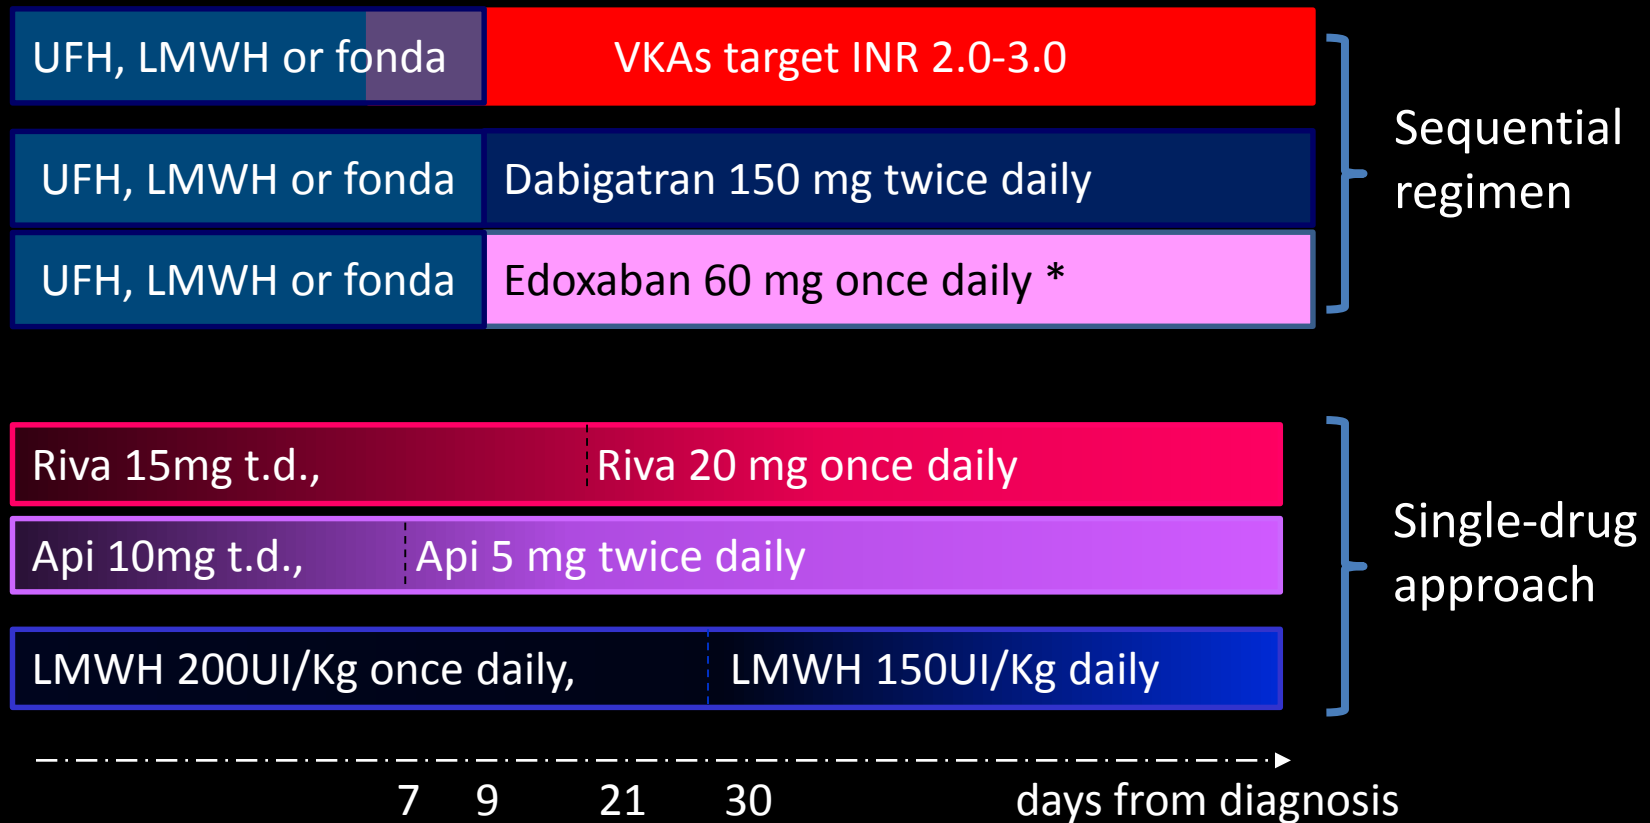 UFH, LMWH or fonda
VKAs target INR 2.0-3.0
UFH, LMWH or fonda
Dabigatran 150 mg twice daily
UFH, LMWH or fonda
Edoxaban 60 mg once daily *
Sequential
regimen
Riva 15mg t.d.,
Riva 20 mg once daily
Api 10mg t.d.,
Api 5 mg twice daily
LMWH 200UI/Kg once daily,
LMWH 150UI/Kg daily
Single-drug
approach
7 9 21 30 days from diagnosis